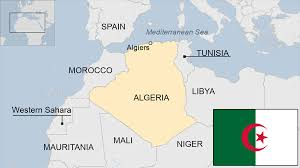 SPAIN
Mediterranean Sea
Algiers
TUNISIA
MOROCCO
Western Sahara
ALGERIA
LIBYA
MAURITANIA
MALI
NIGER